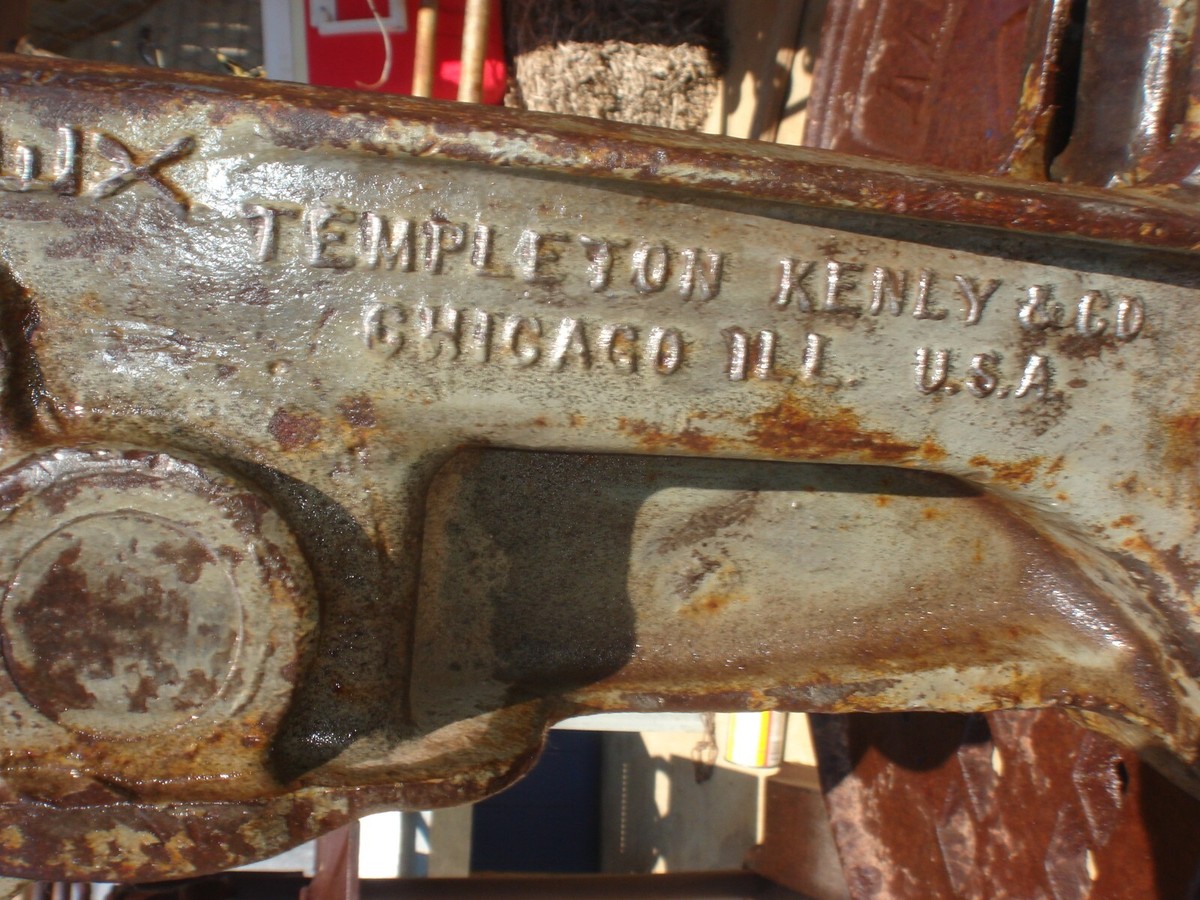 TEMPLETON KENLY & CO
CHICAGO ILL. U.S.A